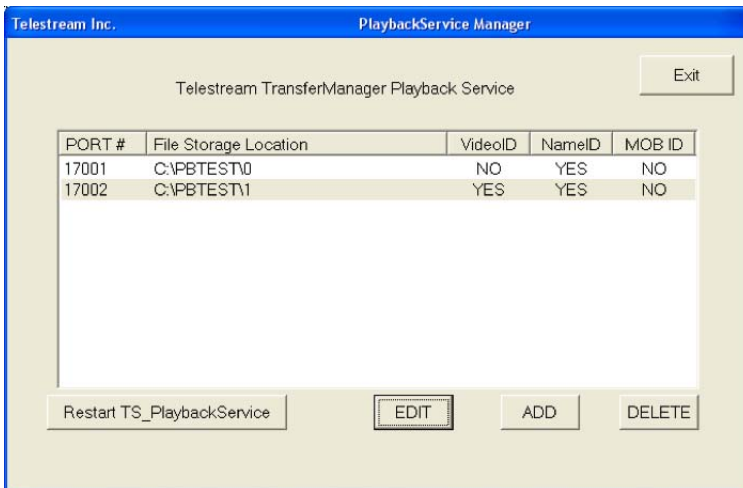 Telestream Inc. PlaybackService Manager
Exit
Telestream TransferManager Playback Service
PORT # File Storage Location VideoID NameID MOB ID
17001 C:\PBTEST\0 NO YES NO
17002 C:\PBTEST\1 YES YES NO
Restart TS_PlaybackService EDIT ADD DELETE